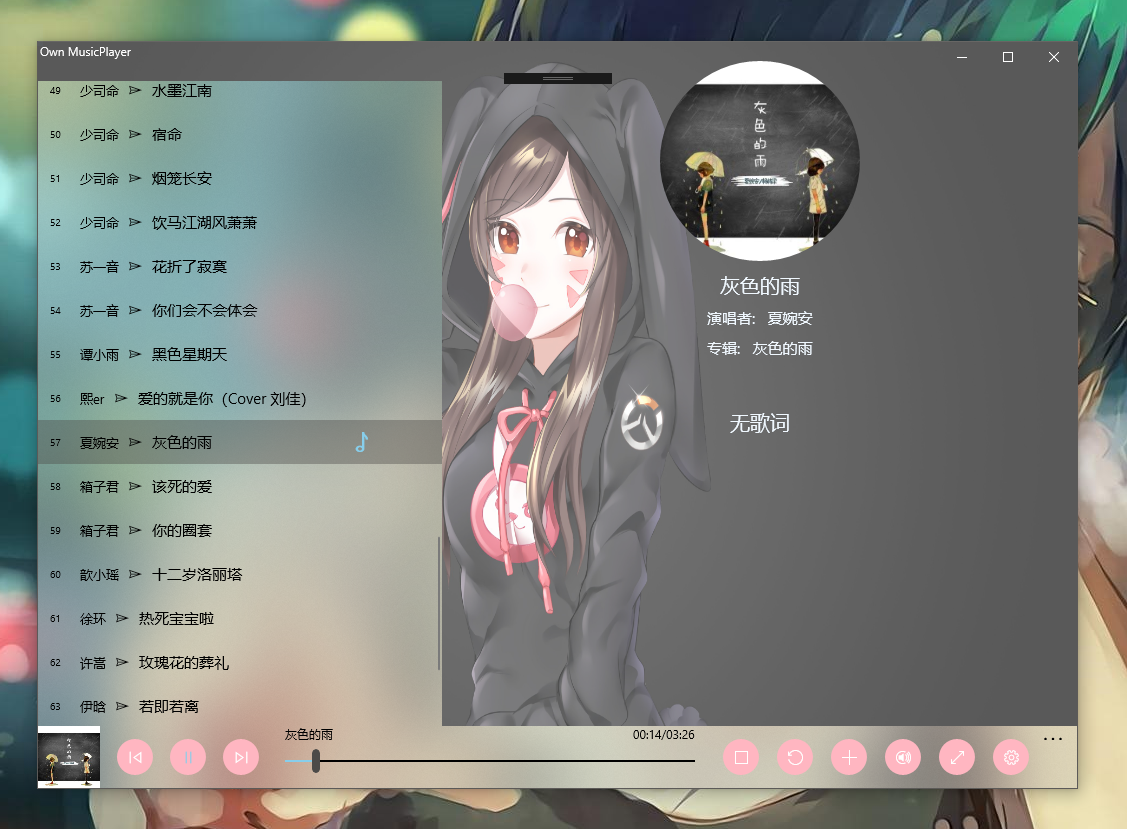 Own MusicPlayer
49 少司命 水墨江南
50 少司命 宿命
51 少司命 烟笼长安
52 少司命 饮马江湖风萧萧
53 苏一音 花折了寂寞
54 苏一音 你们会不会体会
55 谭小雨 黑色星期天
56 熙er 爱的就是你（Cover 刘佳）
57 夏婉安 灰色的雨
58 箱子君 该死的爱
59 箱子君 你的圈套
60 歆小瑶 十二岁洛丽塔
61 徐环 热死宝宝啦
62 许嵩 玫瑰花的葬礼
63 伊晗 若即若离
灰色的雨
灰色的雨
演唱者: 夏婉安
专辑: 灰色的雨
无歌词
灰色的雨
00:14/03:26